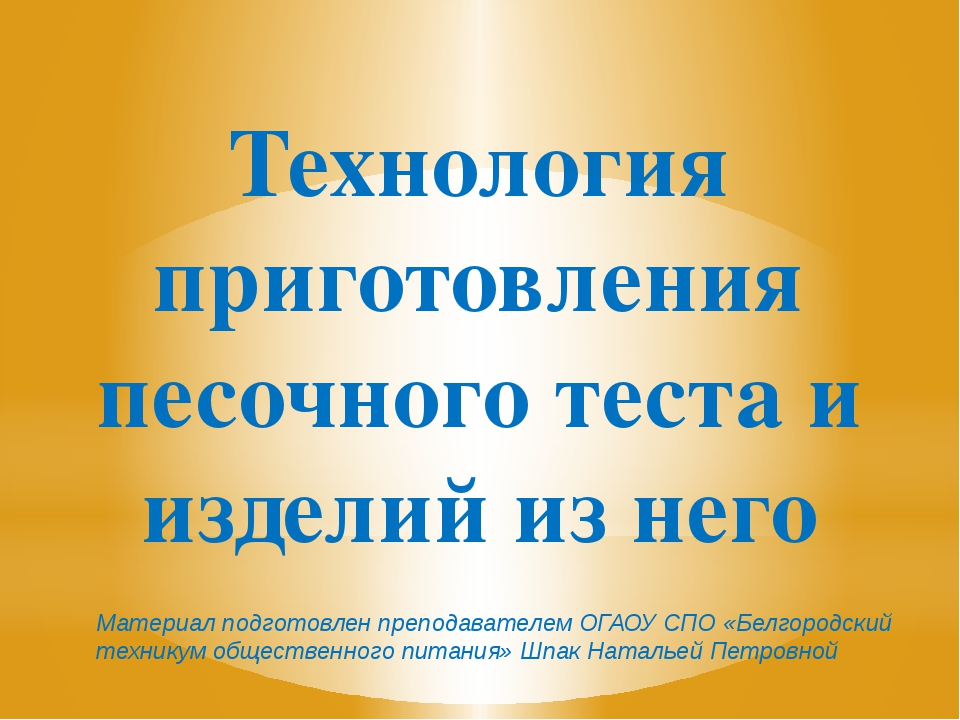 Технология
приготовления
песочного теста и
изделий из него
Материал подготовлен преподавателем ОГАОУ СПО «Белгородский
техникум общественного питания» Шпак Натальей Петровной